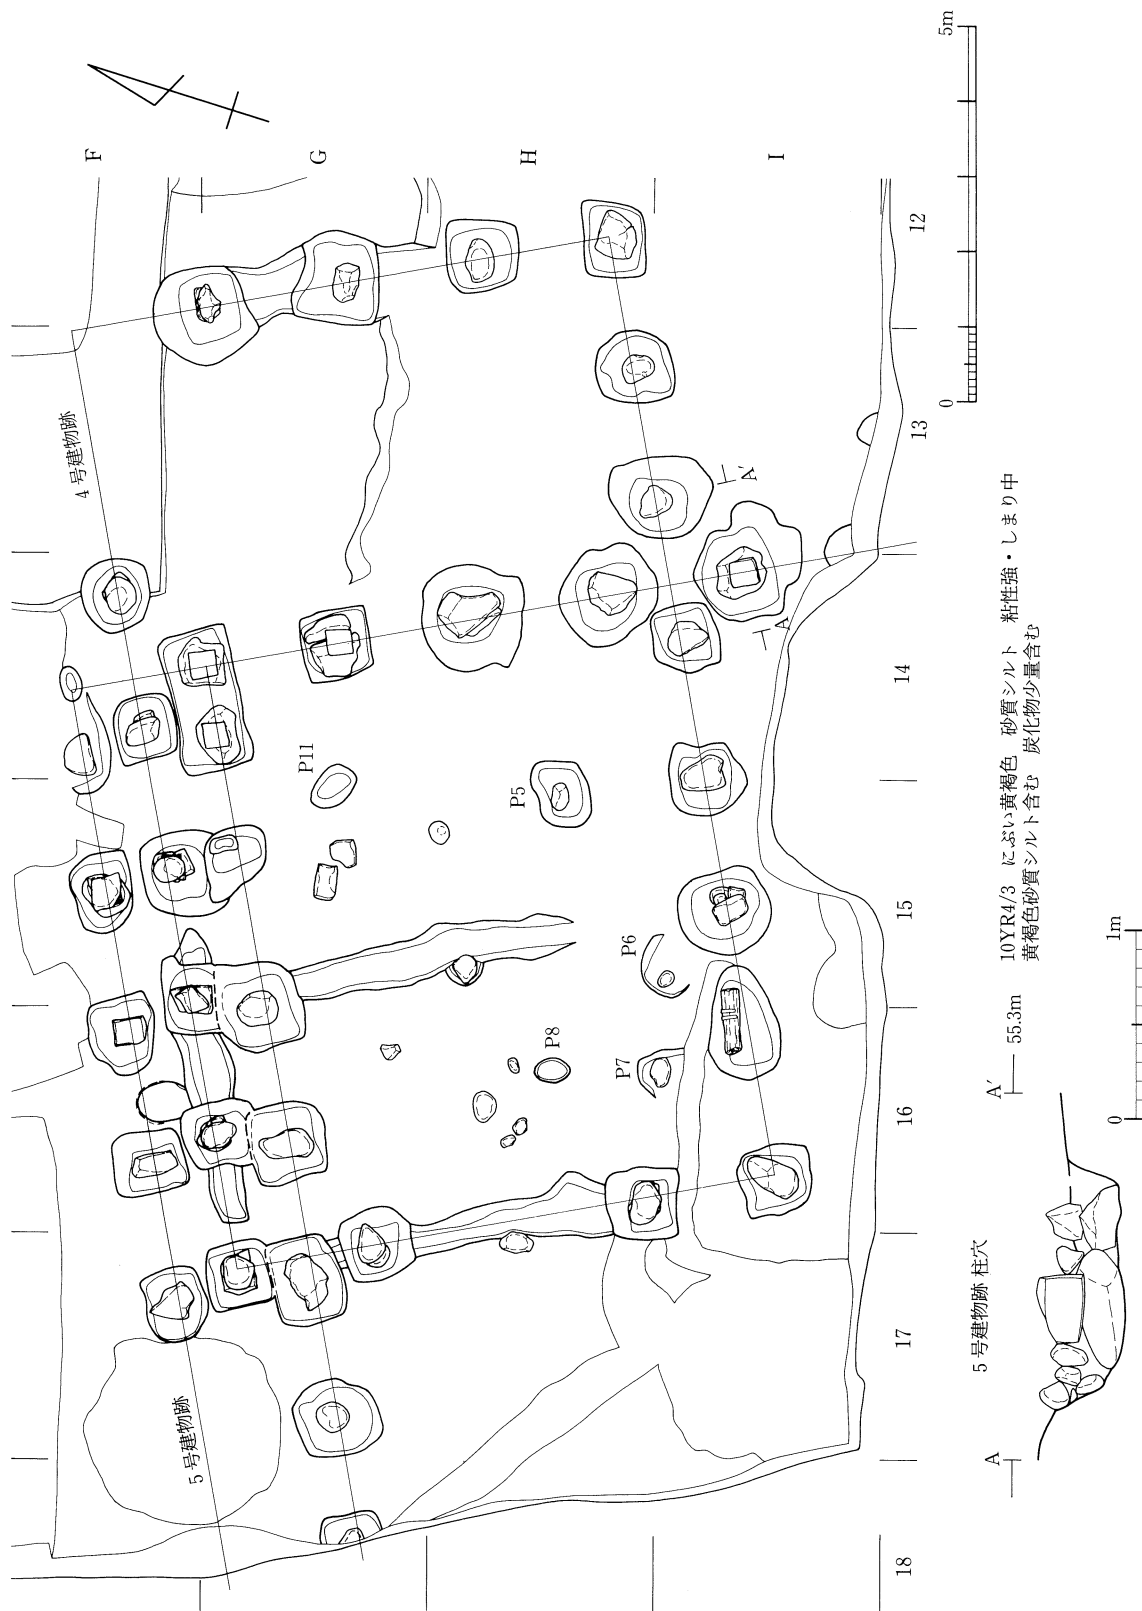 F
G
H
I
12
13
14
15
16
17
18
4号建物跡
5号建物跡
P11
P5
P6
P7
P8
A
A′
0
5m
5号建物跡 柱穴
A
A′
55.3m
10YR4/3 にぶい黄褐色 砂質シルト 粘性強・しまり中
黄褐色砂質シルト含む 炭化物少量含む
0
1m